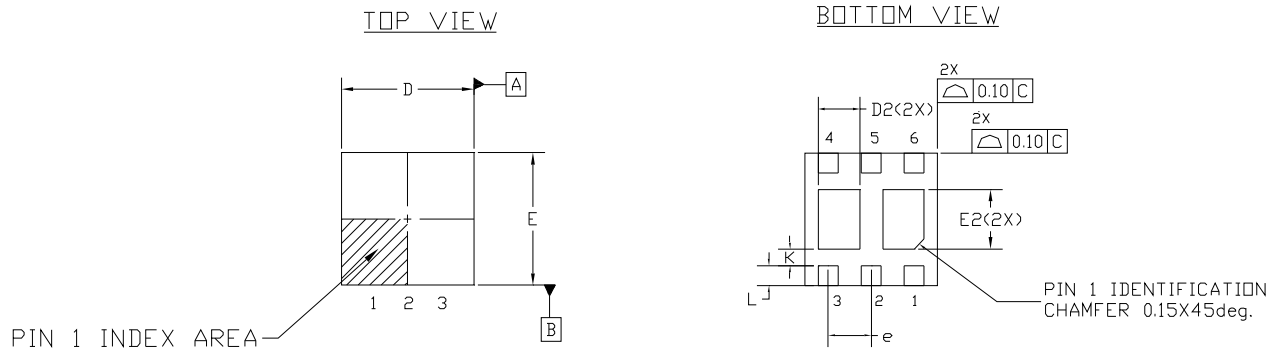 TOP VIEW
BOTTOM VIEW
D
A
2X
0.10 C
D2(2X)
2X
0.10 C
4 5 6
E
E2(2X)
K
L
1 2 3
3 2 1
PIN 1 IDENTIFICATION
CHAMFER 0.15X45deg.
B
e
PIN 1 INDEX AREA